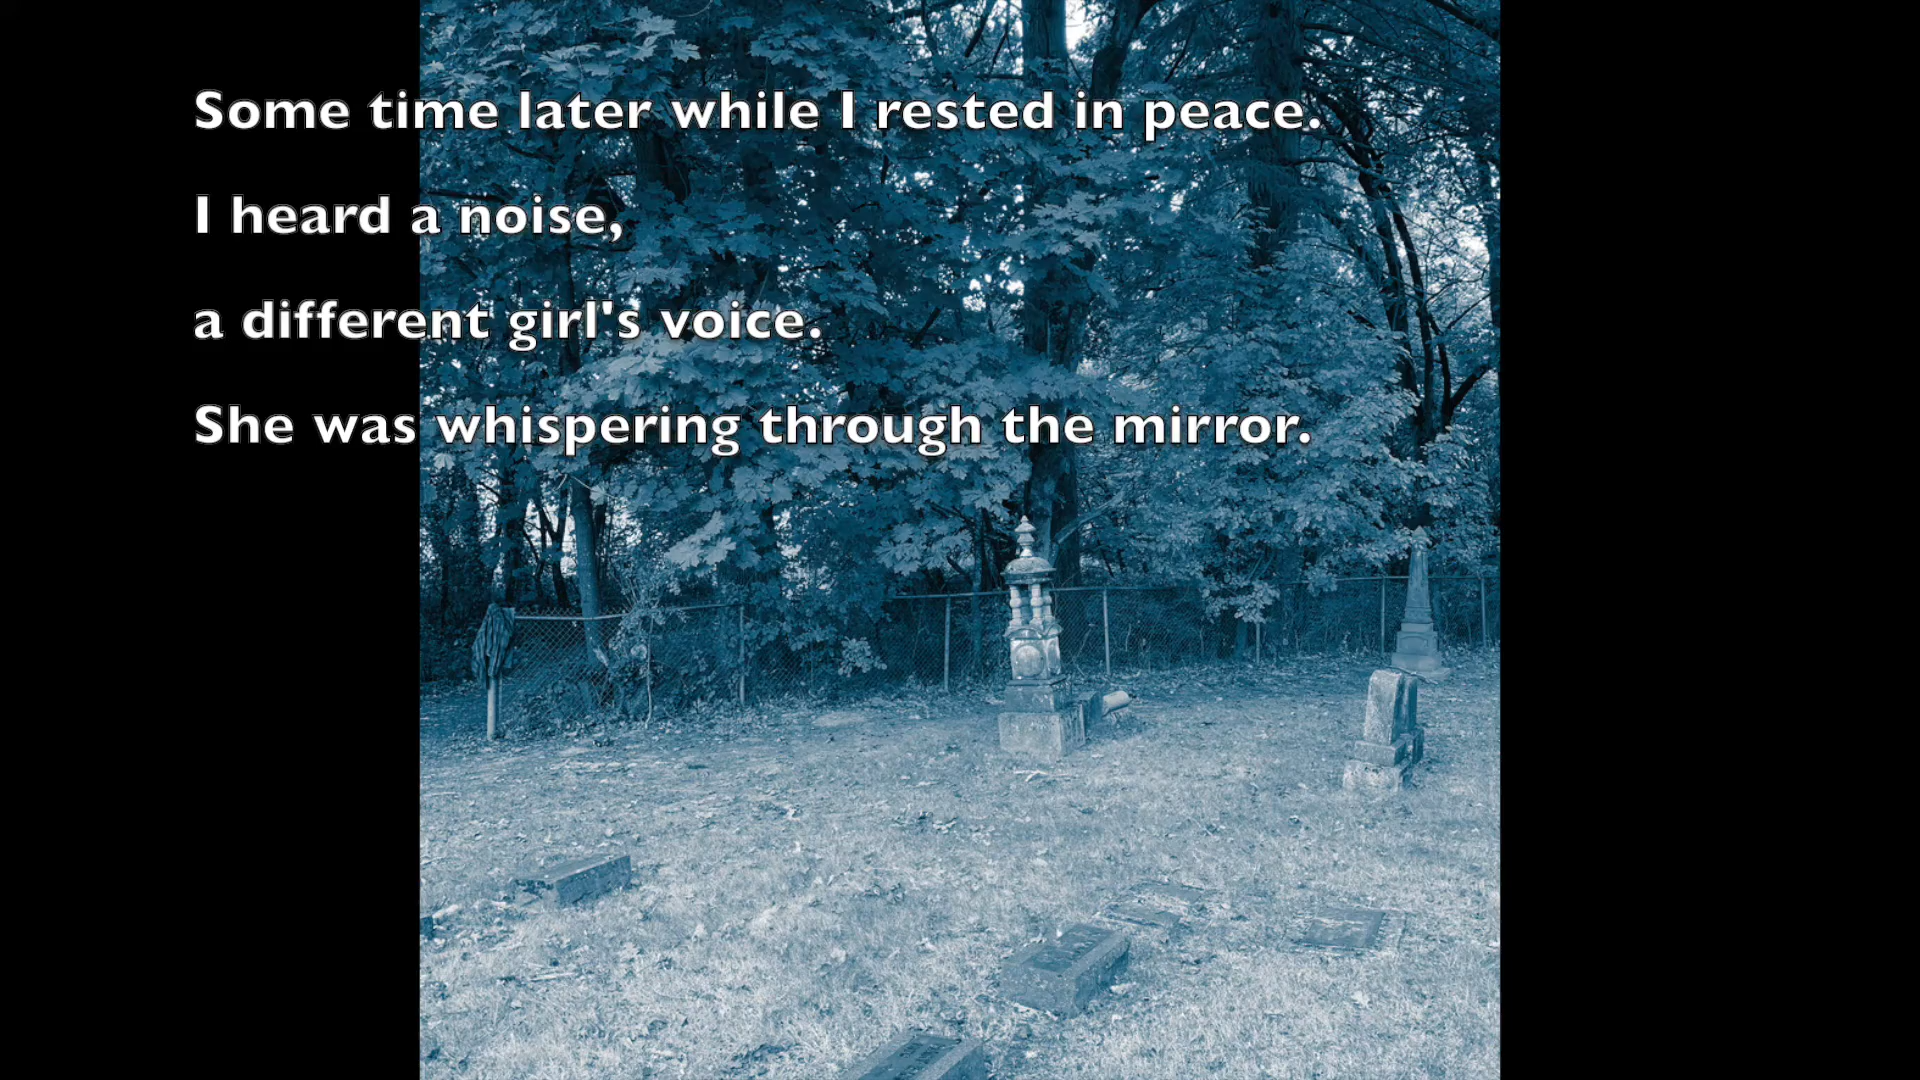 Some time later while I rested in peace.
I heard a noise,
a different girl's voice.
She was whispering through the mirror.